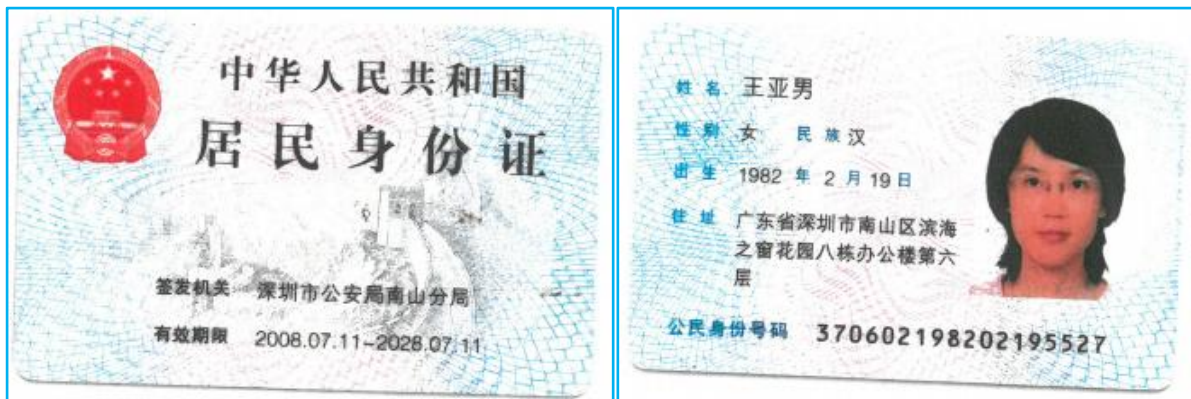 中华人民共和国
居民身份证
签发机关 深圳市公安局南山分局
有效期限 2008.07.11-2028.07.11
姓名 王亚男
性别 女 民族 汉
出生 1982 年 2 月 19 日
住址 广东省深圳市南山区滨海
之窗花园八栋办公楼第六
层
公民身份号码 370602198202195527